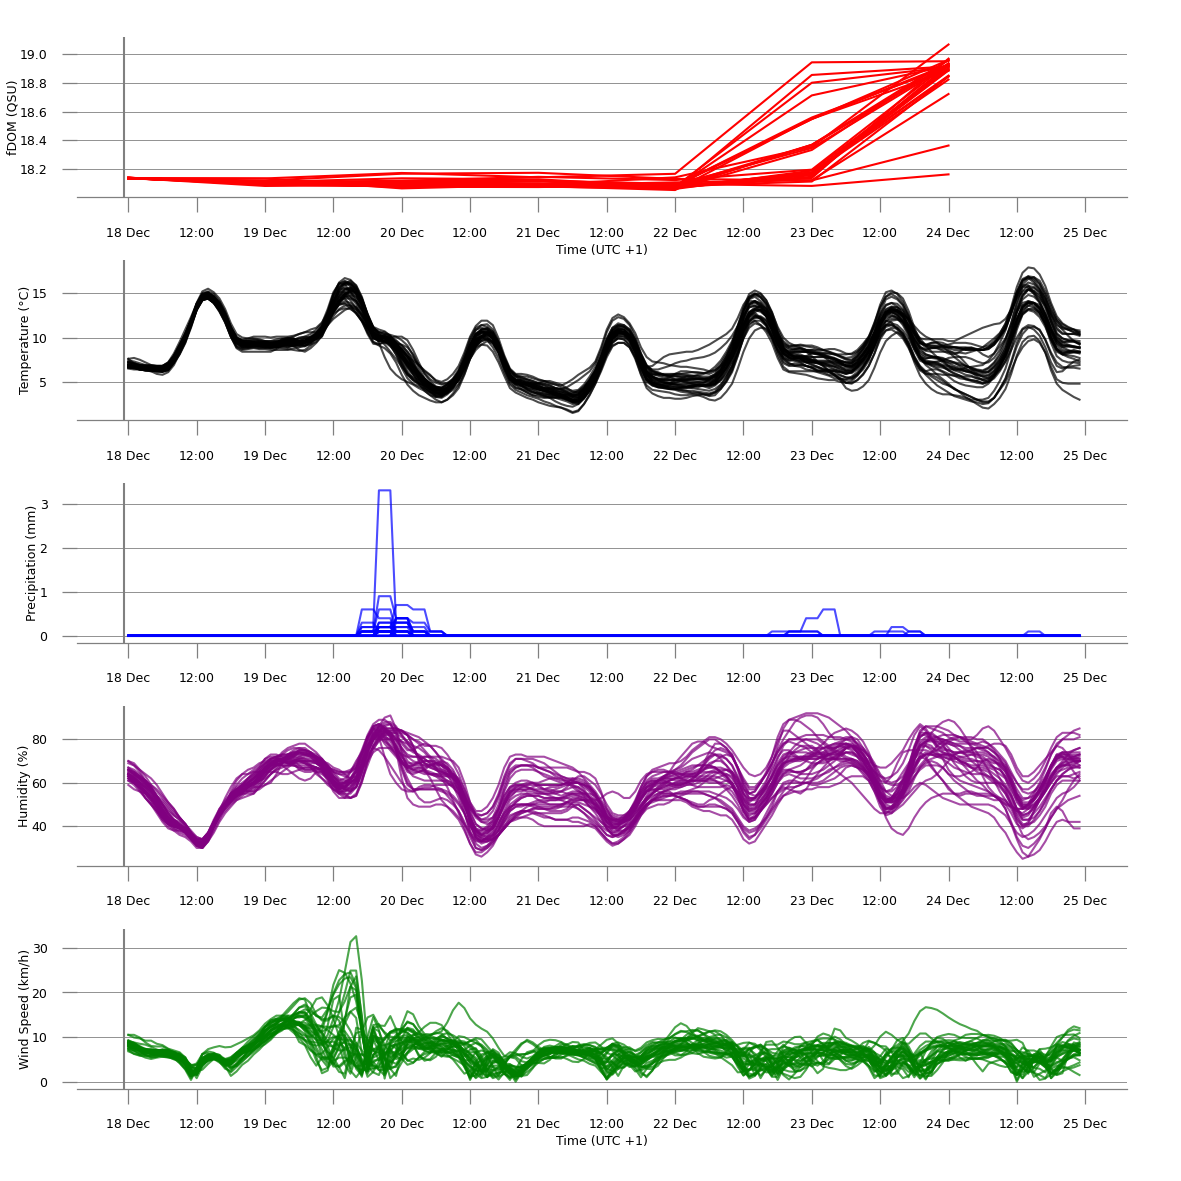 fDOM (QSU)
19.0
18.8
18.6
18.4
18.2
18 Dec 12:00 19 Dec 12:00 20 Dec 12:00 21 Dec 12:00 22 Dec 12:00 23 Dec 12:00 24 Dec 12:00 25 Dec
Time (UTC +1)
Temperature (°C)
15
10
5
18 Dec 12:00 19 Dec 12:00 20 Dec 12:00 21 Dec 12:00 22 Dec 12:00 23 Dec 12:00 24 Dec 12:00 25 Dec
Precipitation (mm)
3
2
1
0
18 Dec 12:00 19 Dec 12:00 20 Dec 12:00 21 Dec 12:00 22 Dec 12:00 23 Dec 12:00 24 Dec 12:00 25 Dec
Humidity (%)
80
60
40
18 Dec 12:00 19 Dec 12:00 20 Dec 12:00 21 Dec 12:00 22 Dec 12:00 23 Dec 12:00 24 Dec 12:00 25 Dec
Wind Speed (km/h)
30
20
10
0
18 Dec 12:00 19 Dec 12:00 20 Dec 12:00 21 Dec 12:00 22 Dec 12:00 23 Dec 12:00 24 Dec 12:00 25 Dec
Time (UTC +1)